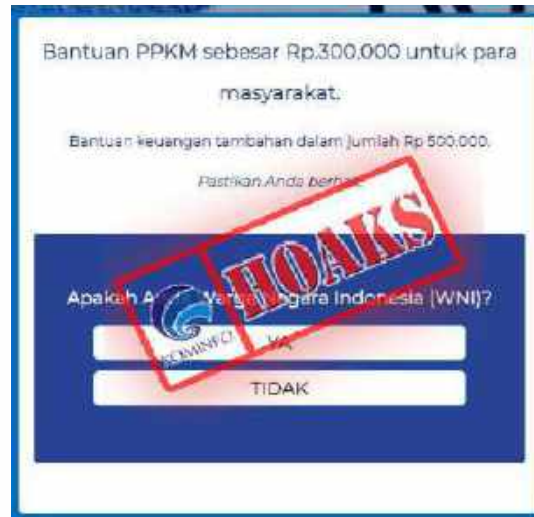 Bantuan PPKM sebesar Rp.300.000 untuk para
masyarakat.
Bantuan keuangan tambahan dalam jumlah Rp 500.000.
Pastikan Anda
HOAKS
KOMINFO
Apakah Warga Negara Indonesia (WNI)?
YA
TIDAK